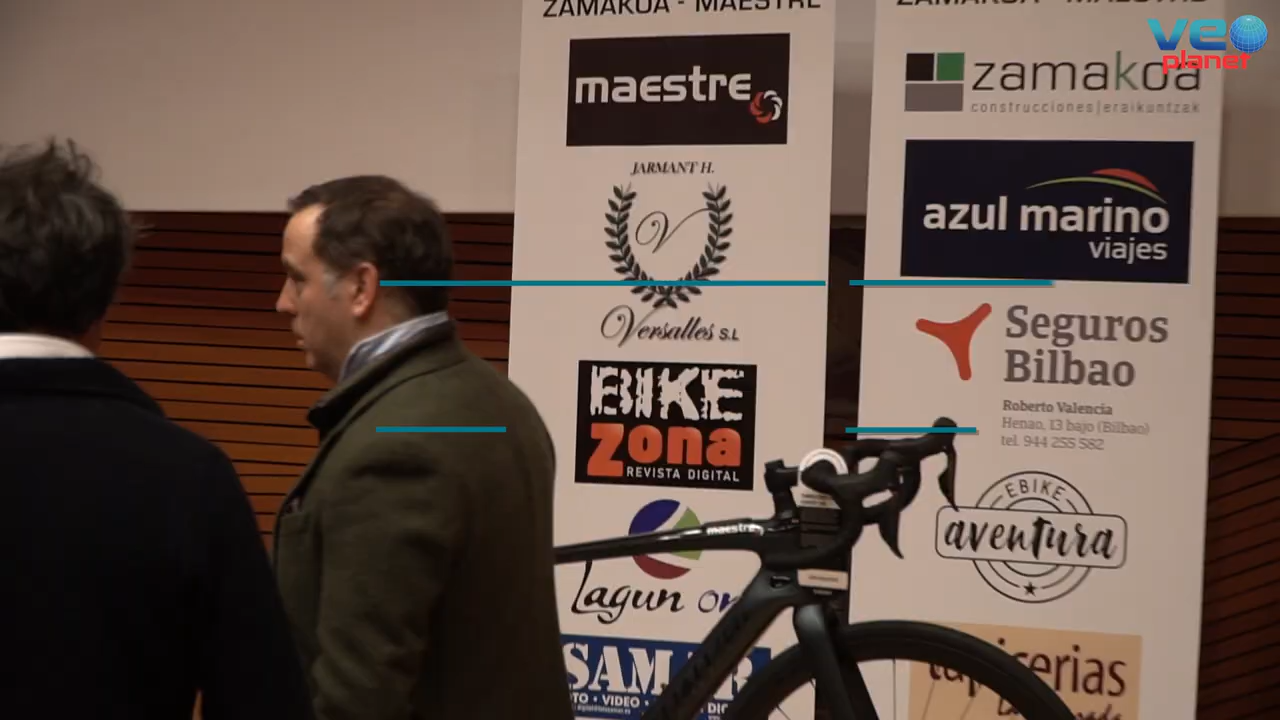 ZAMAKOA - MAESTRE
maestre
JARMANT H.
V
Versalles S.L
BIKE
zona
REVISTA DIGITAL
maestre
Lagun
zamakoa
construcciones|eraikuntzak
azul marino
viajes
Seguros
Bilbao
Roberto Valencia
Henao, 13 bajo (Bilbao)
tel. 944 255 582
EBIKE
aventura
veo
planet